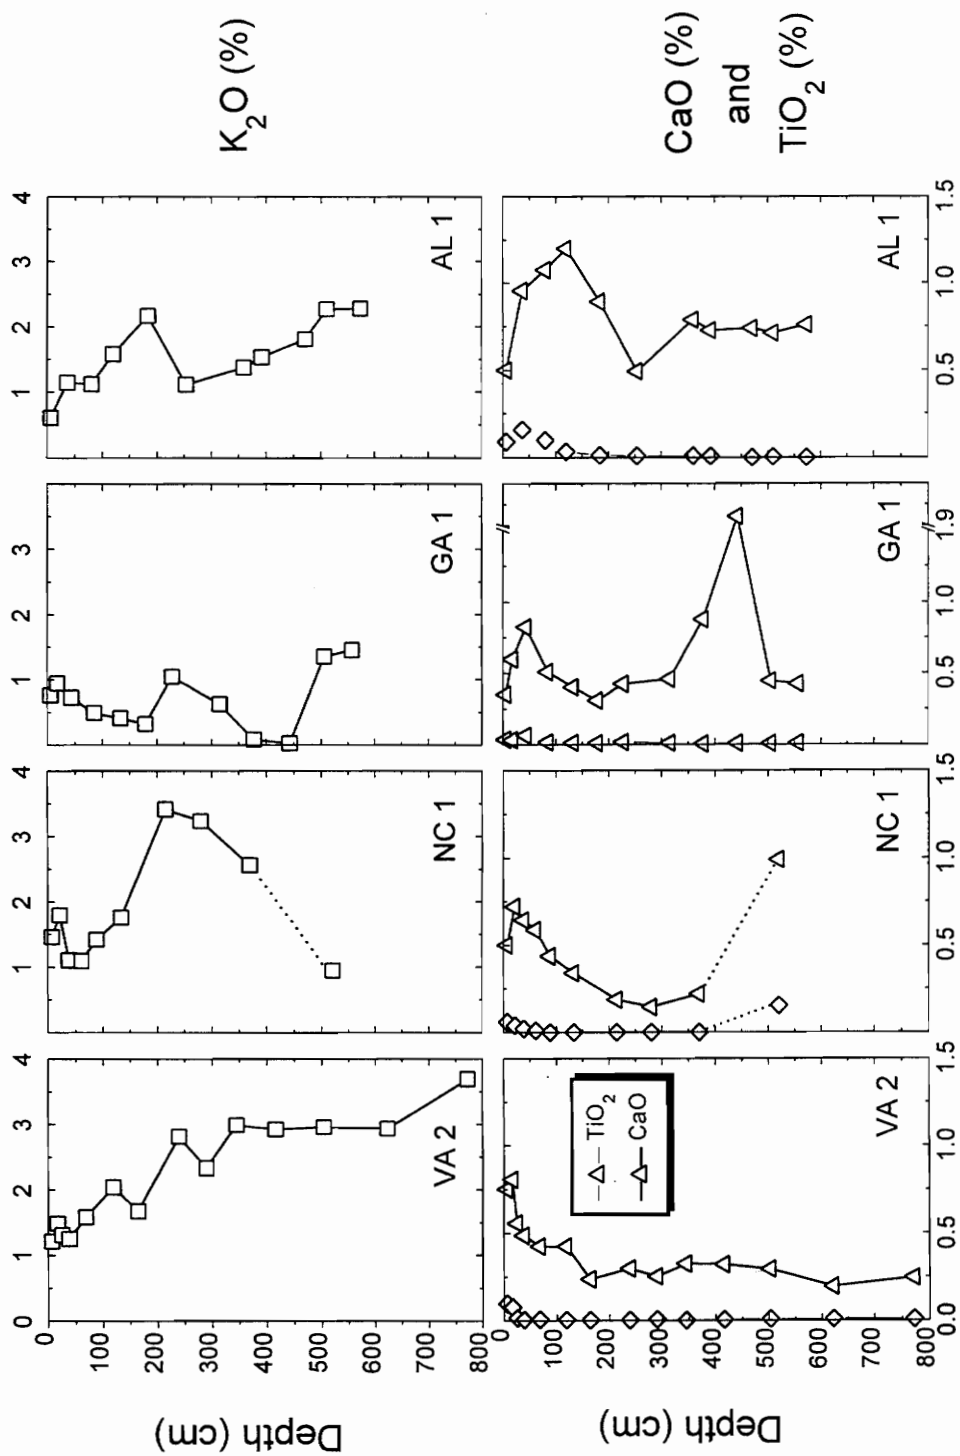 0 1 2 3 4 1 2 3 4 1 2 3 1 2 3 4
0
100
200
300
400
500
600
700
800
Depth (cm)
VA 2
NC 1
GA 1
AL 1
K2O (%)
0
100
200
300
400
500
600
700
800
Depth (cm)
TiO2
CaO
VA 2
NC 1
GA 1
AL 1
CaO (%)
and
TiO2 (%)
0.0 0.5 1.0 1.5 0.5 1.0 1.5 0.5 1.0 1.9 0.5 1.0 1.5